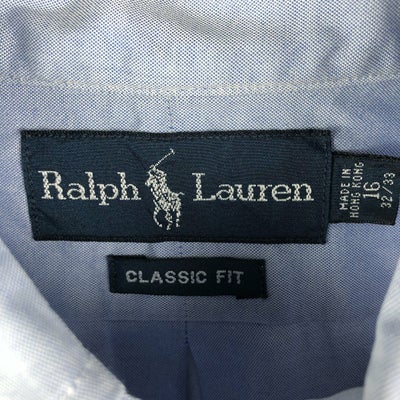 Ralph Lauren
CLASSIC FIT
MADE IN
HONG KONG
16
32/33